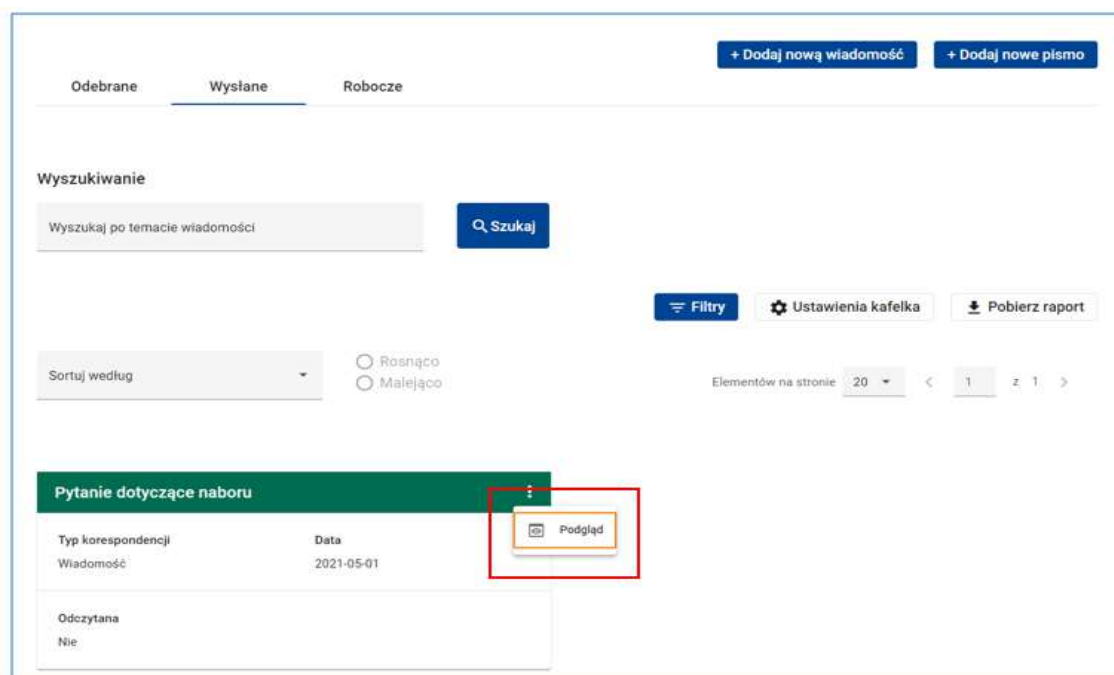 + Dodaj nową wiadomość + Dodaj nowe pismo
Odebrane Wysłane Robocze
Wyszukiwanie
Wyszukaj po temacie wiadomości Szukaj
Filtry Ustawienia kafelka Pobierz raport
Sortuj według Rosnąco
Malejąco
Elementów na stronie 20 < 1 z 1 >
Pytanie dotyczące naboru
Podgląd
Typ korespondencji Data
Wiadomość 2021-05-01
Odczytana
Nie